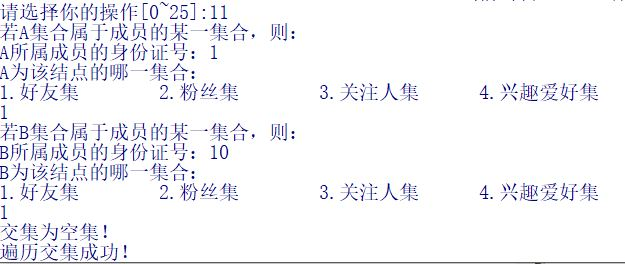 请选择你的操作[0~25]:11
若A集合属于成员的某一集合，则:
A所属成员的身份证号：1
A为该结点的哪一集合：
1.好友集 2.粉丝集 3.关注人集 4.兴趣爱好集
1
若B集合属于成员的某一集合，则:
B所属成员的身份证号：10
B为该结点的哪一集合：
1.好友集 2.粉丝集 3.关注人集 4.兴趣爱好集
1
交集为空集！
遍历交集成功！